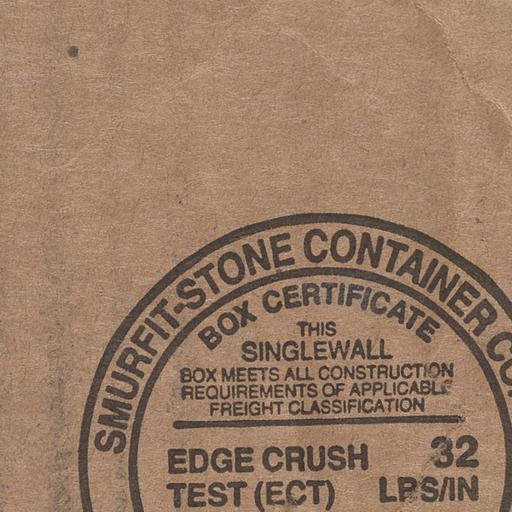 SMURFIT-STONE CONTAINER CO
BOX CERTIFICATE
THIS
SINGLEWALL
BOX MEETS ALL CONSTRUCTION
REQUIREMENTS OF APPLICABLE
FREIGHT CLASSIFICATION
EDGE CRUSH 32
TEST (ECT) LBS/IN